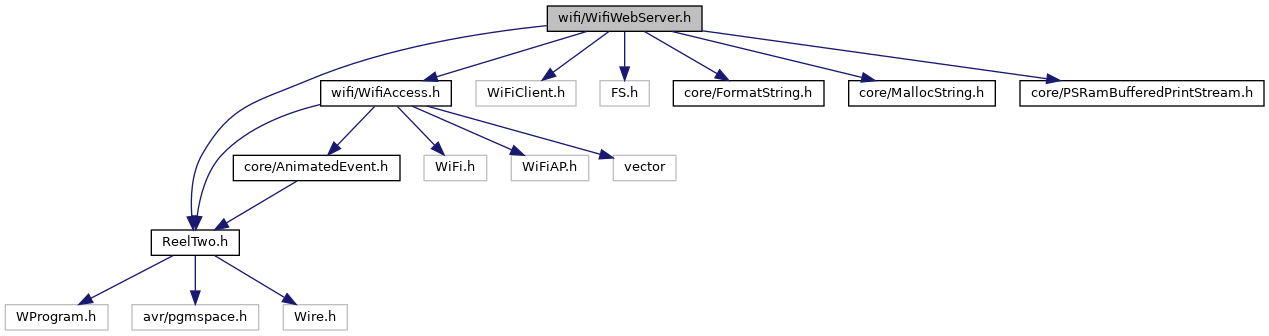 wifi/WifiWebServer.h
wifi/WifiAccess.h
WiFiClient.h
FS.h
core/FormatString.h
core/MallocString.h
core/PSRamBufferedPrintStream.h
core/AnimatedEvent.h
WiFi.h
WiFiAP.h
vector
ReelTwo.h
WProgram.h
avr/pgmspace.h
Wire.h